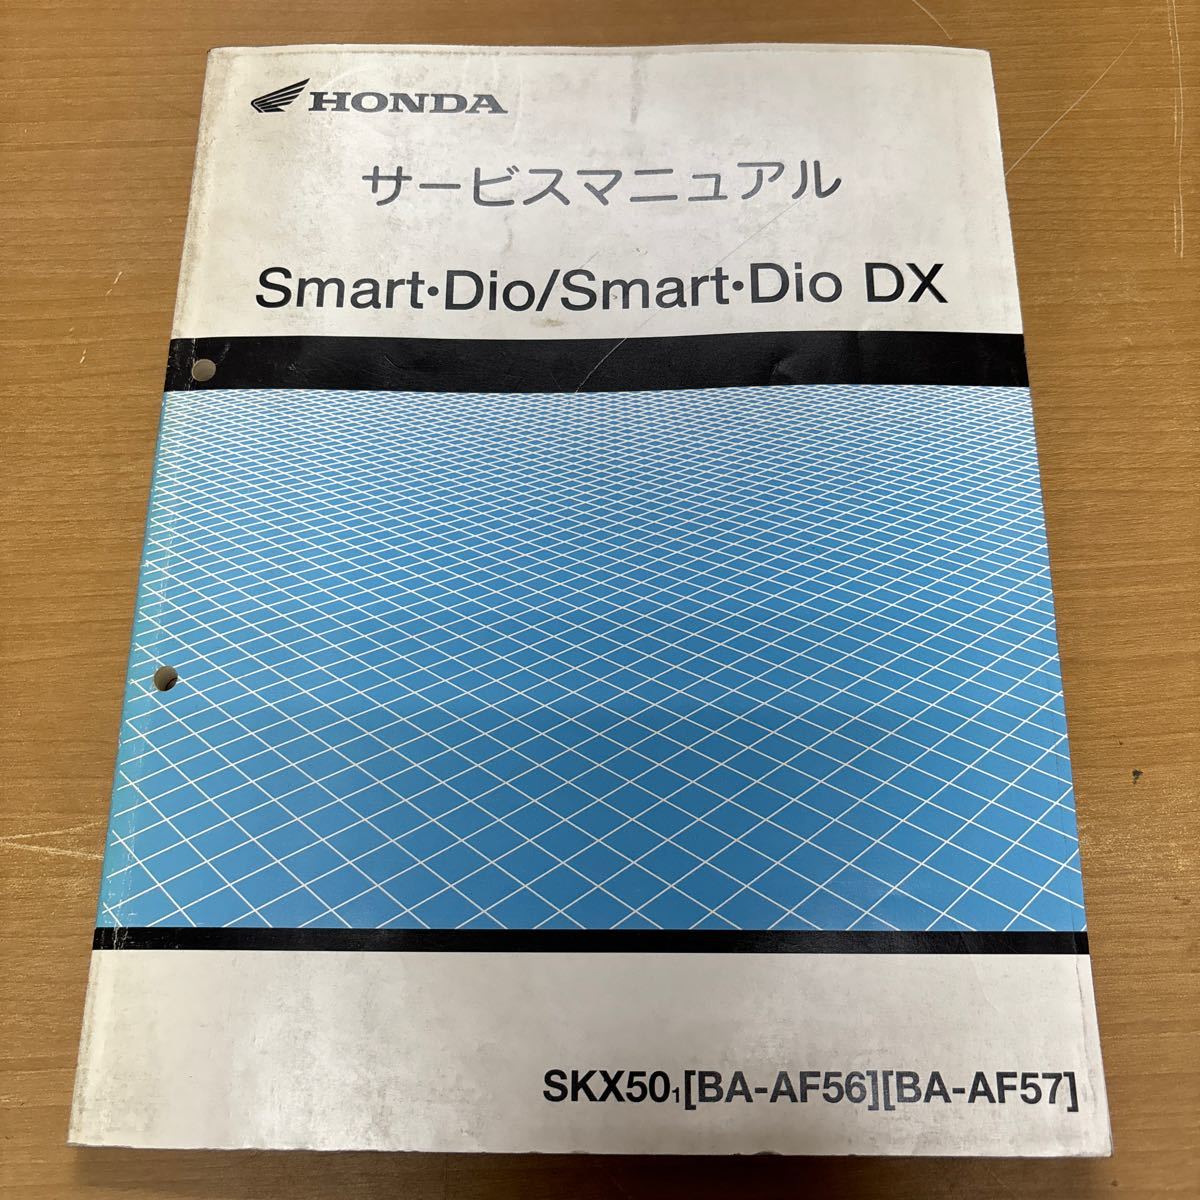 HONDA
サービスマニュアル
Smart·Dio/Smart·Dio DX
SKX50₁[BA-AF56][BA-AF57]